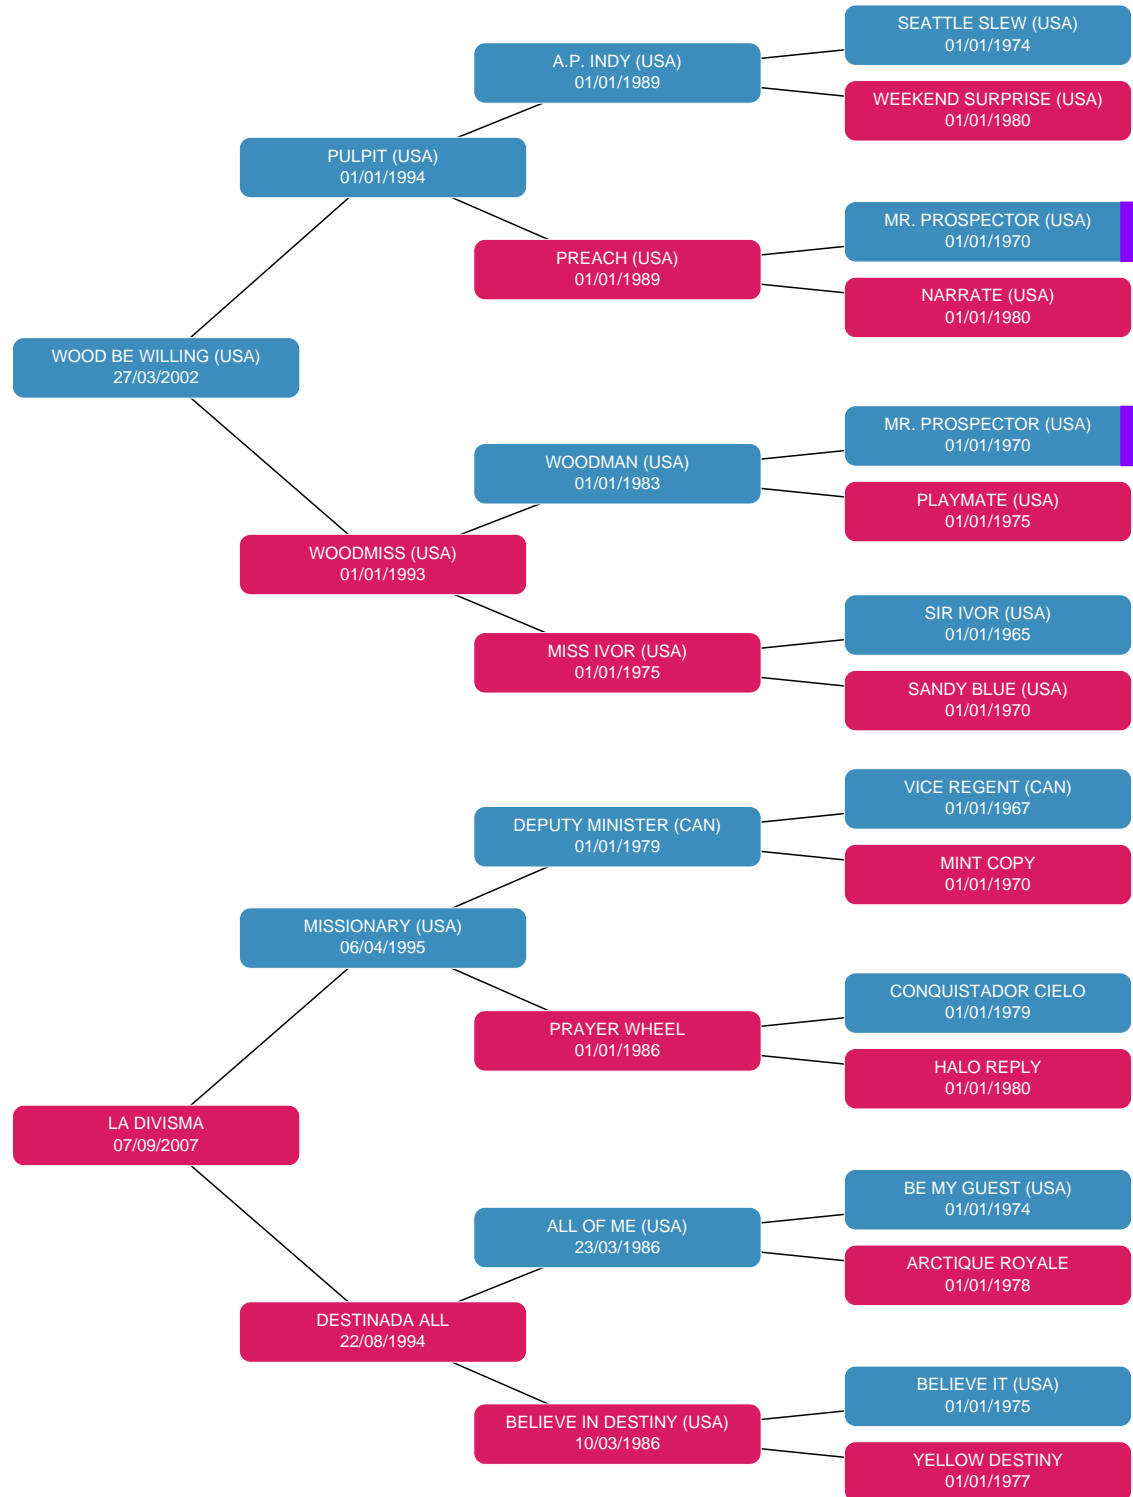 SEATTLE SLEW (USA)
01/01/1974
A.P. INDY (USA)
01/01/1989
WEEKEND SURPRISE (USA)
01/01/1980
PULPIT (USA)
01/01/1994
MR. PROSPECTOR (USA)
01/01/1970
PREACH (USA)
01/01/1989
NARRATE (USA)
01/01/1980
WOOD BE WILLING (USA)
27/03/2002
MR. PROSPECTOR (USA)
01/01/1970
WOODMAN (USA)
01/01/1983
PLAYMATE (USA)
01/01/1975
WOODMISS (USA)
01/01/1993
SIR IVOR (USA)
01/01/1965
MISS IVOR (USA)
01/01/1975
SANDY BLUE (USA)
01/01/1970
VICE REGENT (CAN)
01/01/1967
DEPUTY MINISTER (CAN)
01/01/1979
MINT COPY
01/01/1970
MISSIONARY (USA)
06/04/1995
CONQUISTADOR CIELO
01/01/1979
PRAYER WHEEL
01/01/1986
HALO REPLY
01/01/1980
LA DIVISMA
07/09/2007
BE MY GUEST (USA)
01/01/1974
ALL OF ME (USA)
23/03/1986
ARCTIQUE ROYALE
01/01/1978
DESTINADA ALL
22/08/1994
BELIEVE IT (USA)
01/01/1975
BELIEVE IN DESTINY (USA)
10/03/1986
YELLOW DESTINY
01/01/1977